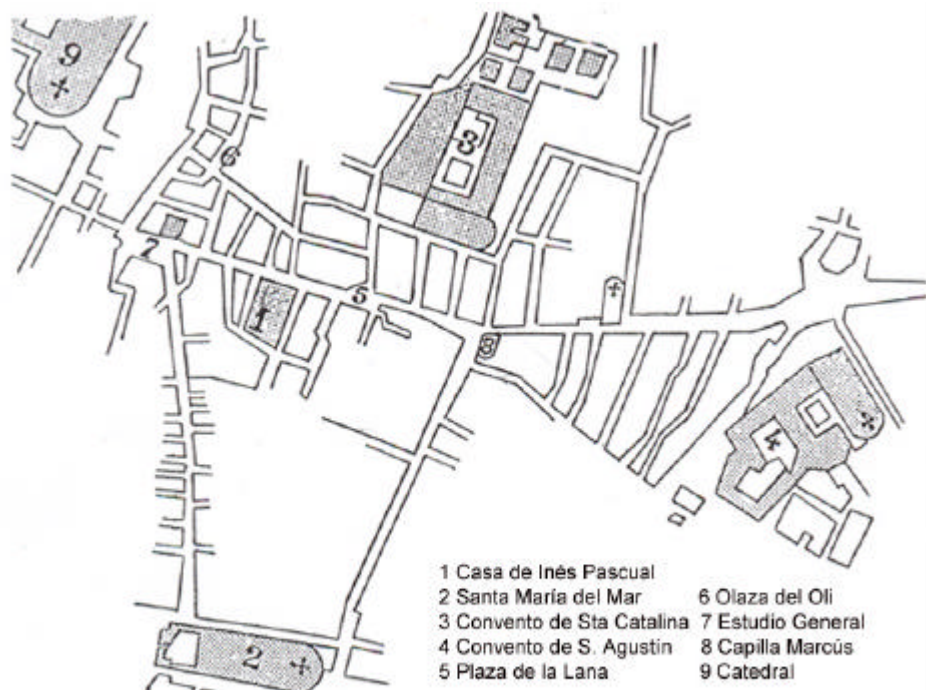 9
6
3
7
1
5
8
4
2
1 Casa de Inés Pascual
2 Santa María del Mar
3 Convento de Sta Catalina
4 Convento de S. Agustín
5 Plaza de la Lana
6 Olaza del Oli
7 Estudio General
8 Capilla Marcús
9 Catedral